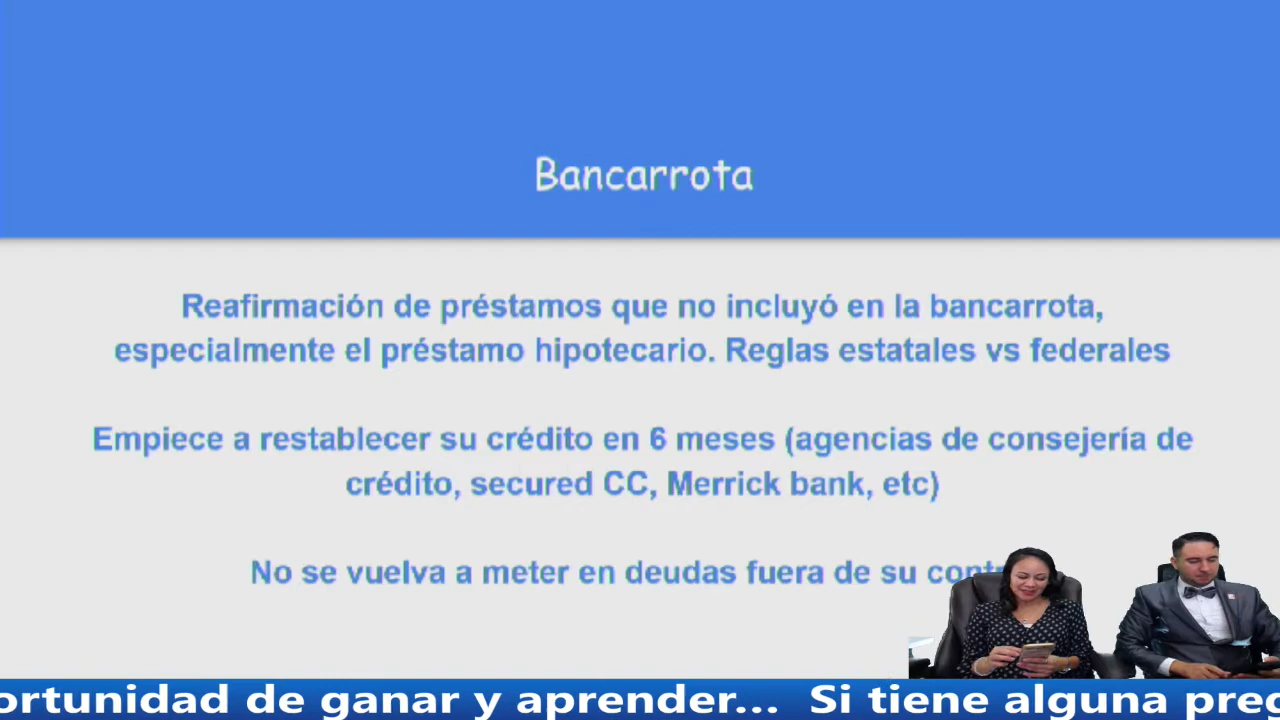 Bancarrota
Reafirmación de préstamos que no incluyó en la bancarrota,
especialmente el préstamo hipotecario. Reglas estatales vs federales
Empiece a restablecer su crédito en 6 meses (agencias de consejería de
crédito, secured CC, Merrick bank, etc)
No se vuelva a meter en deudas fuera de su
de ganar y aprender... Si tiene alguna